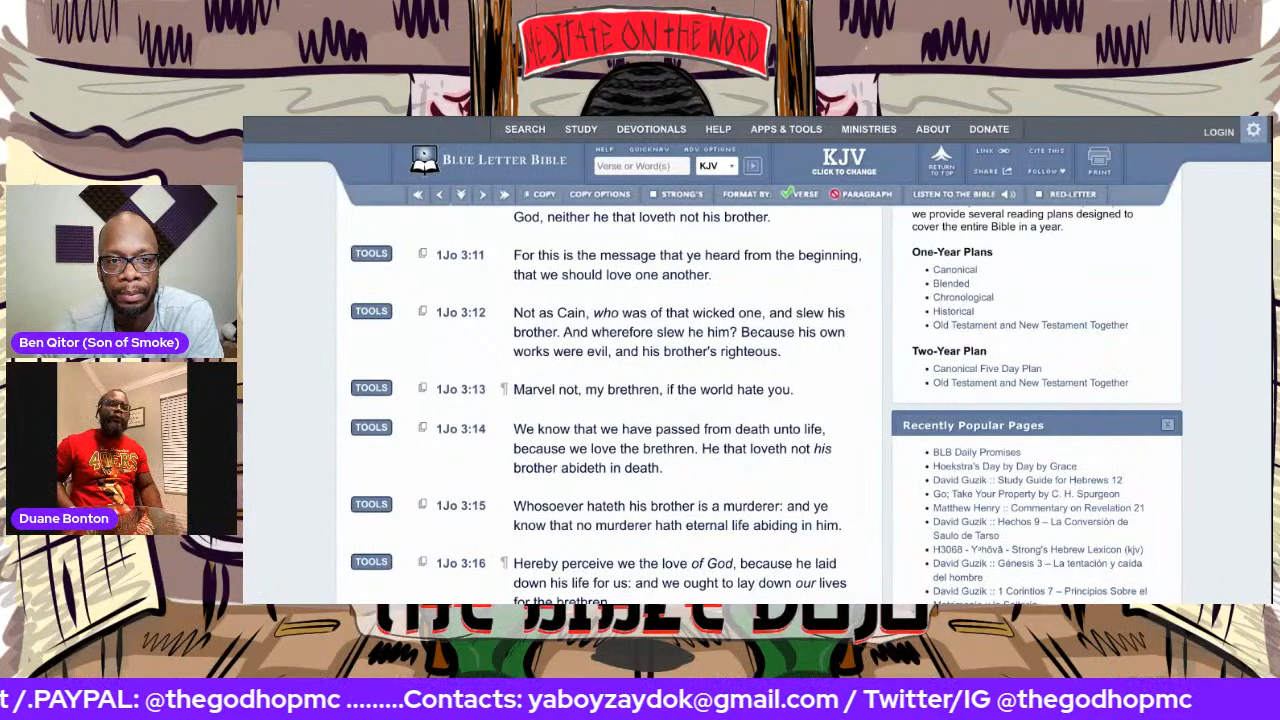 MEDITATE ON THE WORD
SEARCH STUDY DEVOTIONALS HELP APPS & TOOLS MINISTRIES ABOUT DONATE
LOGIN
BLUE LETTER BIBLE
HELP QUICKNAV ADV. OPTIONS
Verse or Word(s) KJV
KJV
CLICK TO CHANGE
RETURN TO TOP
LINK
SHARE
CITE THIS
FOLLOW
PRINT
COPY COPY OPTIONS STRONG'S FORMAT BY: VERSE PARAGRAPH LISTEN TO THE BIBLE RED-LETTER
God, neither he that loveth not his brother.
TOOLS 1Jo 3:11 For this is the message that ye heard from the beginning,
that we should love one another.
TOOLS 1Jo 3:12 Not as Cain, who was of that wicked one, and slew his
brother. And wherefore slew he him? Because his own
works were evil, and his brother's righteous.
TOOLS 1Jo 3:13 ¶ Marvel not, my brethren, if the world hate you.
TOOLS 1Jo 3:14 We know that we have passed from death unto life,
because we love the brethren. He that loveth not his
brother abideth in death.
TOOLS 1Jo 3:15 Whosoever hateth his brother is a murderer: and ye
know that no murderer hath eternal life abiding in him.
TOOLS 1Jo 3:16 ¶ Hereby perceive we the love of God, because he laid
down his life for us: and we ought to lay down our lives
for the brethren.
we provide several reading plans designed to
cover the entire Bible in a year.
One-Year Plans
• Canonical
• Blended
• Chronological
• Historical
• Old Testament and New Testament Together
Two-Year Plan
• Canonical Five Day Plan
• Old Testament and New Testament Together
Recently Popular Pages
• BLB Daily Promises
• Hoekstra's Day by Day by Grace
• David Guzik :: Study Guide for Hebrews 12
• Go; Take Your Property by C. H. Spurgeon
• Matthew Henry :: Commentary on Revelation 21
• David Guzik :: Hechos 9 – La Conversión de
Saulo de Tarso
• H3068 - Yᵊhōvâ - Strong's Hebrew Lexicon (kjv)
• David Guzik :: Génesis 3 – La tentación y caída
del hombre
• David Guzik :: 1 Corintios 7 – Principios Sobre el
Ben Qitor (Son of Smoke)
49ERS
Duane Bonton
THE BIBLE DOJO
t /.PAYPAL: @thegodhopmc .........Contacts: yaboyzaydok@gmail.com / Twitter/IG @thegodhopmc